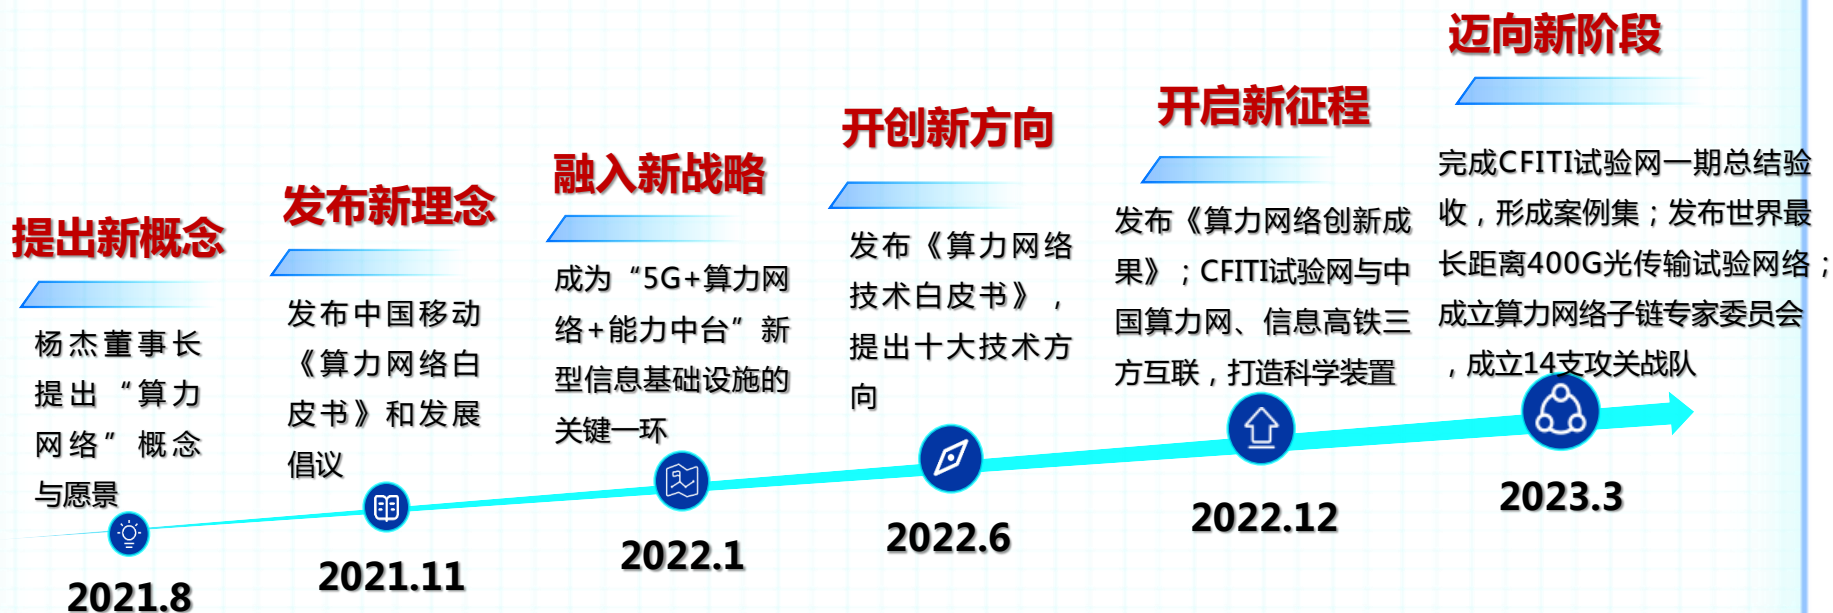 提出新概念
杨杰董事长
提出“算力
网络”概念
与愿景
2021.8
发布新理念
发布中国移动
《算力网络白
皮书》和发展
倡议
2021.11
融入新战略
成为“5G+算力网
络+能力中台”新
型信息基础设施的
关键一环
2022.1
开创新方向
发布《算力网络
技术白皮书》，
提出十大技术方
向
2022.6
开启新征程
发布《算力网络创新成
果》；CFITI试验网与中
国算力网、信息高铁三
方互联，打造科学装置
2022.12
迈向新阶段
完成CFITI试验网一期总结验
收，形成案例集；发布世界最
长距离400G光传输试验网络；
成立算力网络子链专家委员会
，成立14支攻关战队
2023.3